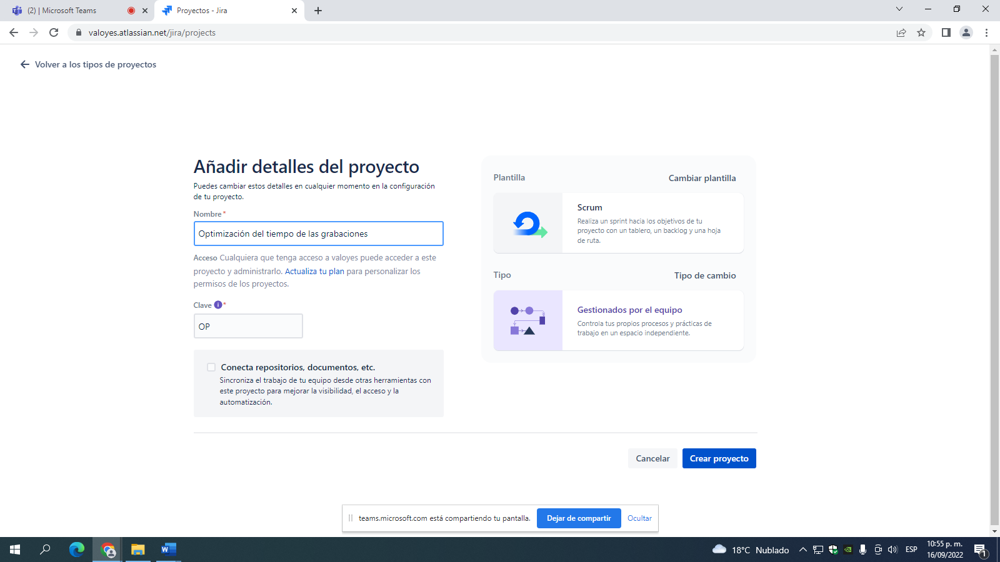 (2) | Microsoft Teams
Proyectos - Jira
valoyes.atlassian.net/jira/projects
Volver a los tipos de proyectos
Añadir detalles del proyecto
Puedes cambiar estos detalles en cualquier momento en la configuración
de tu proyecto.
Nombre*
Optimización del tiempo de las grabaciones
Acceso Cualquiera que tenga acceso a valoyes puede acceder a este
proyecto y administrarlo. Actualiza tu plan para personalizar los
permisos de los proyectos.
Clave i*
OP
Conecta repositorios, documentos, etc.
Sincroniza el trabajo de tu equipo desde otras herramientas con
este proyecto para mejorar la visibilidad, el acceso y la
automatización.
Plantilla
Cambiar plantilla
Scrum
Realiza un sprint hacia los objetivos de tu
proyecto con un tablero, un backlog y una hoja
de ruta.
Tipo
Tipo de cambio
Gestionados por el equipo
Controla tus propios procesos y prácticas de
trabajo en un espacio independiente.
Cancelar
Crear proyecto
teams.microsoft.com está compartiendo tu pantalla.
Dejar de compartir
Ocultar
18°C Nublado
ESP
10:55 p. m.
16/09/2022
1